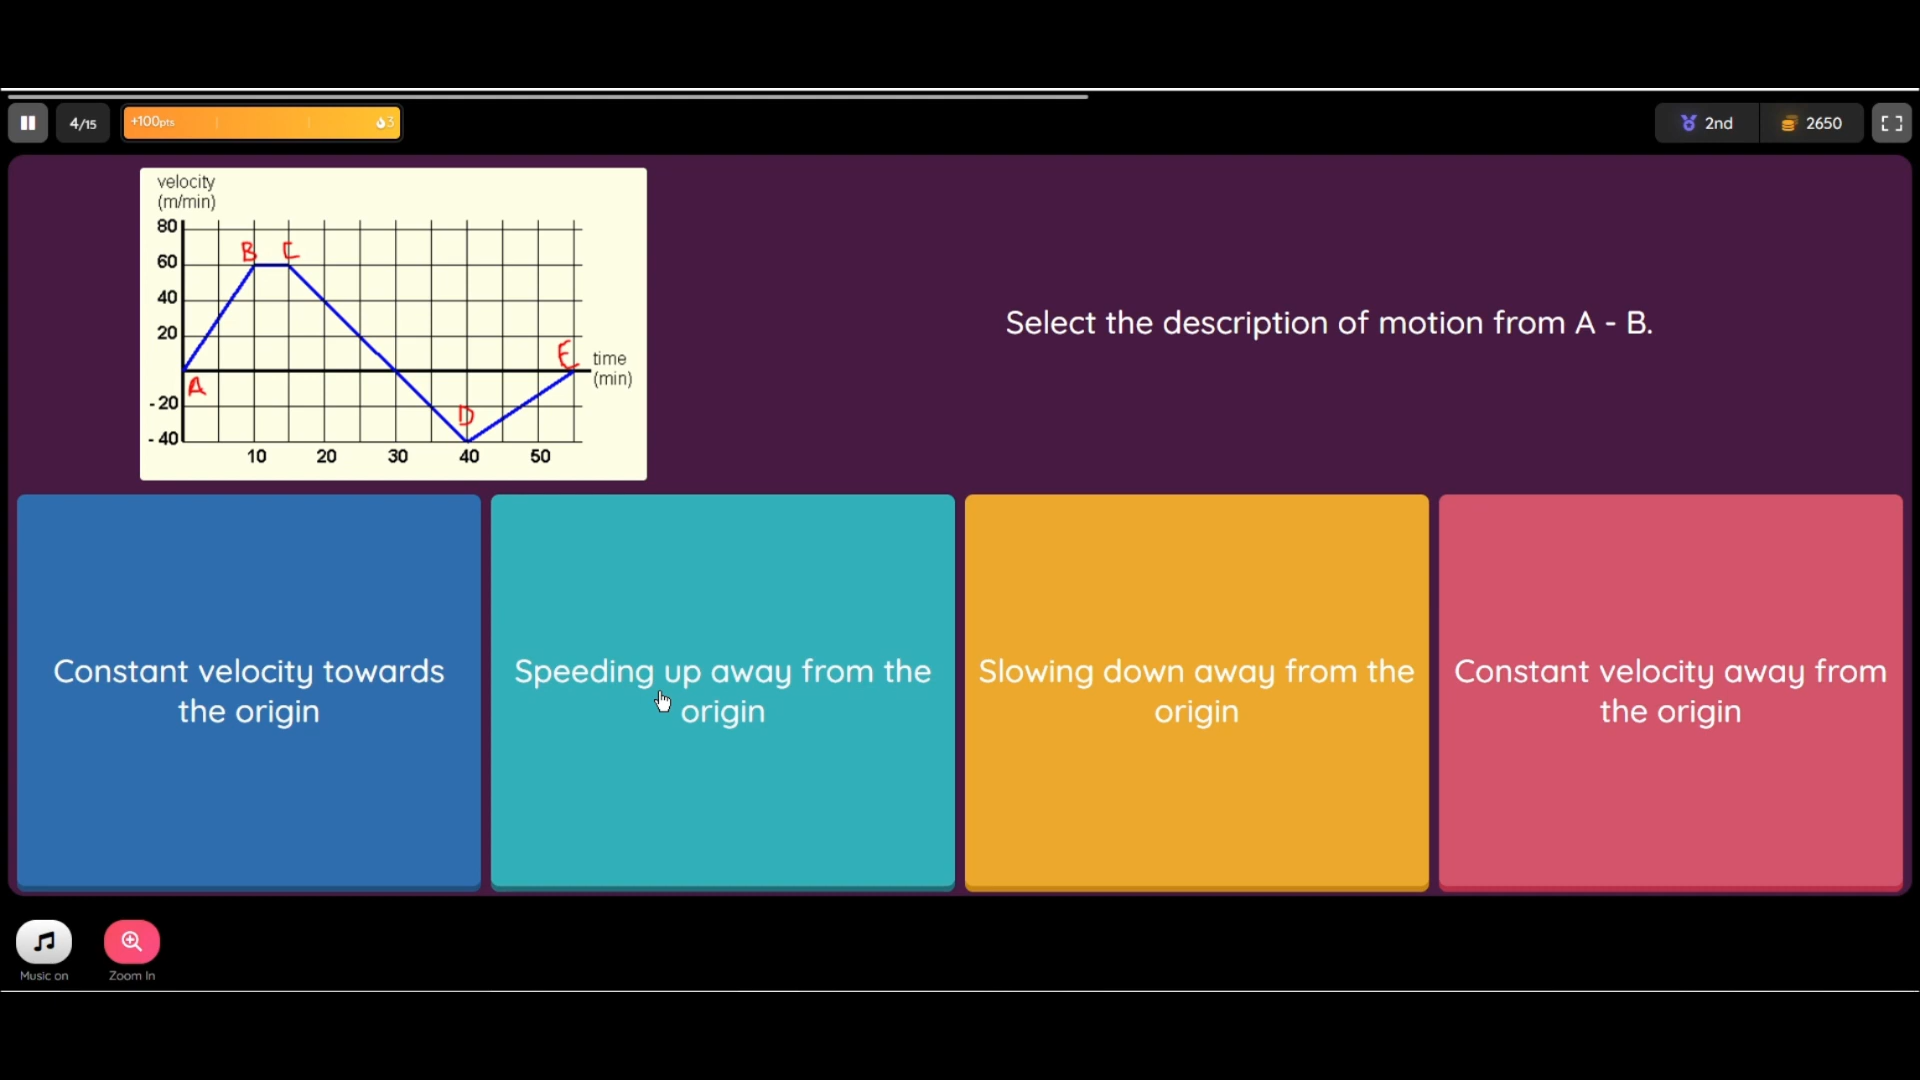 4/15
+100pts
3
2nd
2650
velocity
(m/min)
80
60
40
20
-20
-40
B C
A
D
E
time
(min)
10 20 30 40 50
Select the description of motion from A - B.
Constant velocity towards
the origin
Speeding up away from the
origin
Slowing down away from the
origin
Constant velocity away from
the origin
Music on
Zoom In